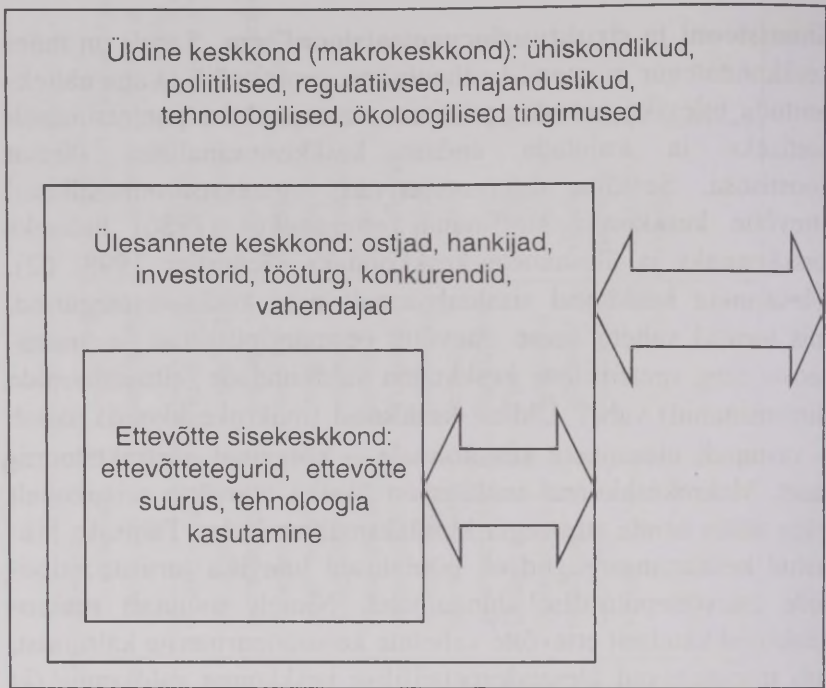 Üldine keskkond (makrokeskkond): ühiskondlikud,
poliitilised, regulatiivsed, majanduslikud,
tehnoloogilised, ökoloogilised tingimused
Ülesannete keskkond: ostjad, hankijad,
investorid, tööturg, konkurendid,
vahendajad
Ettevõtte sisekeskkond:
ettevõttetegurid, ettevõtte
suurus, tehnoloogia
kasutamine